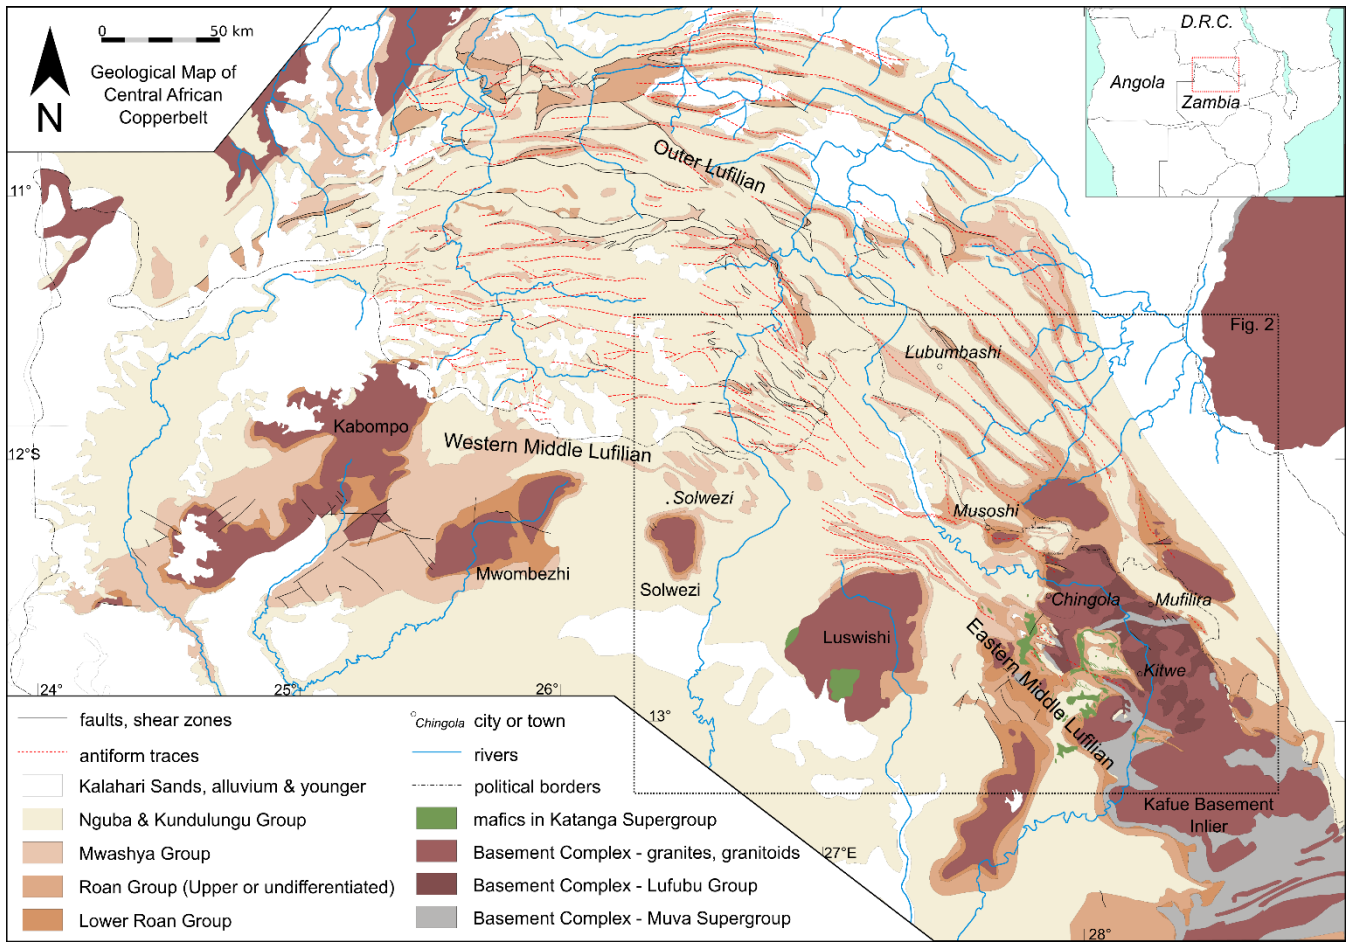 0
50 km
Geological Map of
Central African
Copperbelt
N
D.R.C.
Angola
Zambia
Outer Lufilian
11°
Fig. 2
Lubumbashi
Kabompo
Western Middle Lufilian
12°S
Solwezi
Musoshi
Mwombezhi
Solwezi
Chingola
Mufilira
Luswishi
Eastern Middle Lufilian
Kitwe
24°
25°
26°
13°
Kafue Basement
Inlier
27°E
28°
faults, shear zones
antiform traces
Kalahari Sands, alluvium & younger
Nguba & Kundulungu Group
Mwashya Group
Roan Group (Upper or undifferentiated)
Lower Roan Group
Chingola
city or town
rivers
political borders
mafics in Katanga Supergroup
Basement Complex - granites, granitoids
Basement Complex - Lufubu Group
Basement Complex - Muva Supergroup